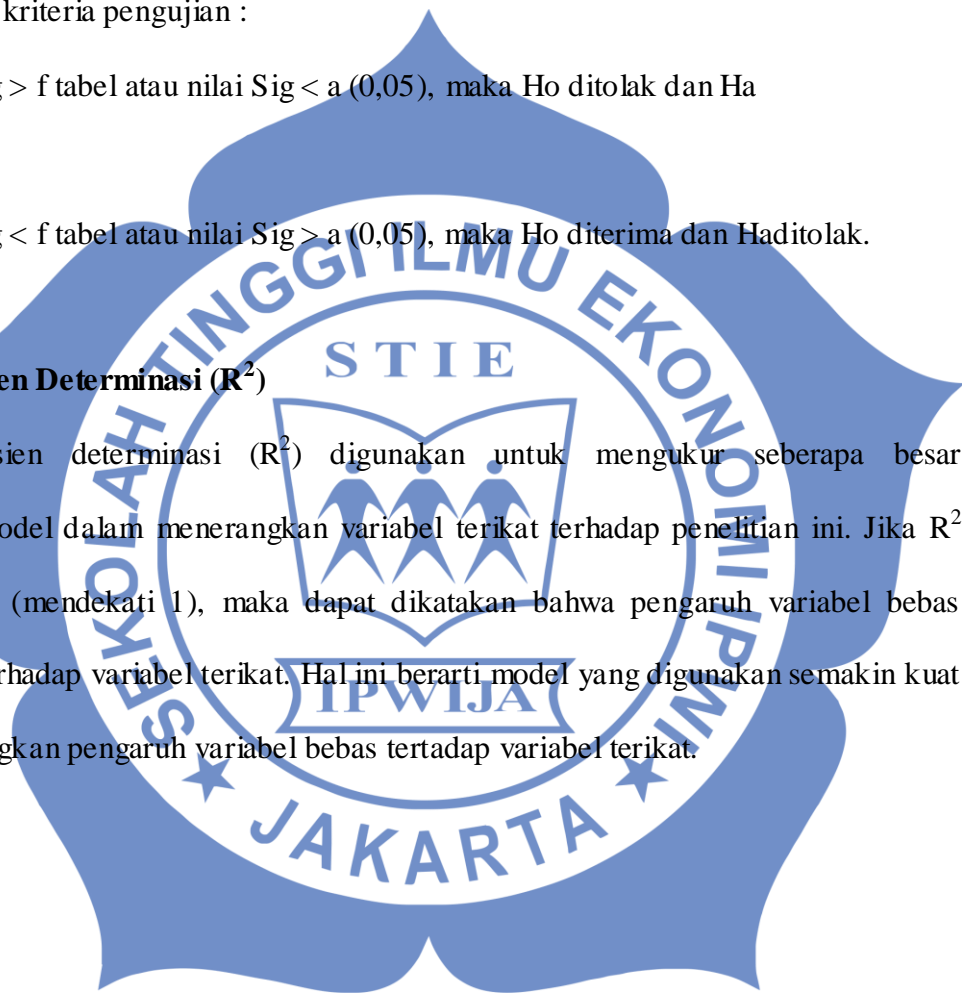 kriteria pengujian :
g > f tabel atau nilai Sig < a (0,05), maka Ho ditolak dan Ha
g < f tabel atau nilai Sig > a (0,05), maka Ho diterima dan Haditolak.
en Determinasi (R²)
sien determinasi (R²) digunakan untuk mengukur seberapa besar
odel dalam menerangkan variabel terikat terhadap penelitian ini. Jika R²
(mendekati 1), maka dapat dikatakan bahwa pengaruh variabel bebas
rhadap variabel terikat. Hal ini berarti model yang digunakan semakin kuat
gkan pengaruh variabel bebas tertadap variabel terikat.
SEKOLAH TINGGI ILMU EKONOMI IPWI
STIE
IPWIJA
★ JAKARTA ★